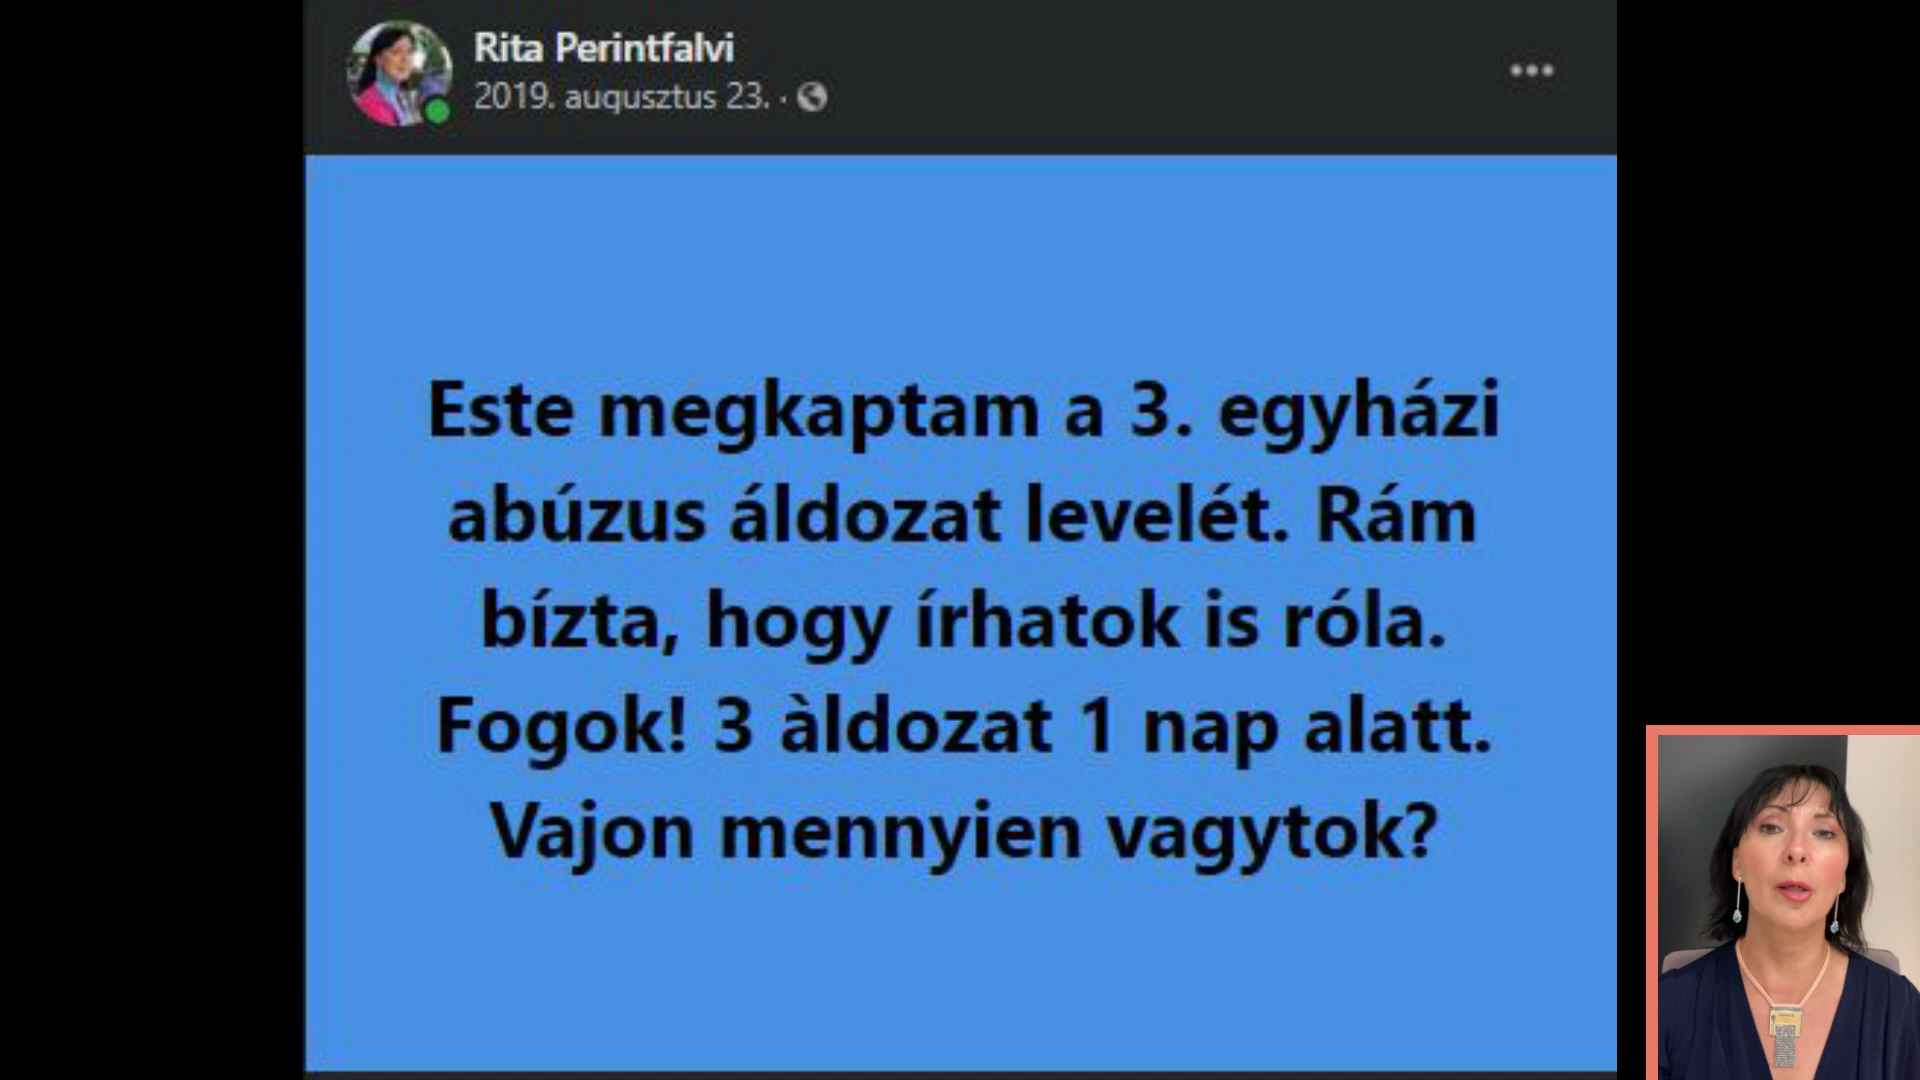 Rita Perintfalvi
2019. augusztus 23. ·
Este megkaptam a 3. egyházi
abúzus áldozat levelét. Rám
bízta, hogy írhatok is róla.
Fogok! 3 àldozat 1 nap alatt.
Vajon mennyien vagytok?